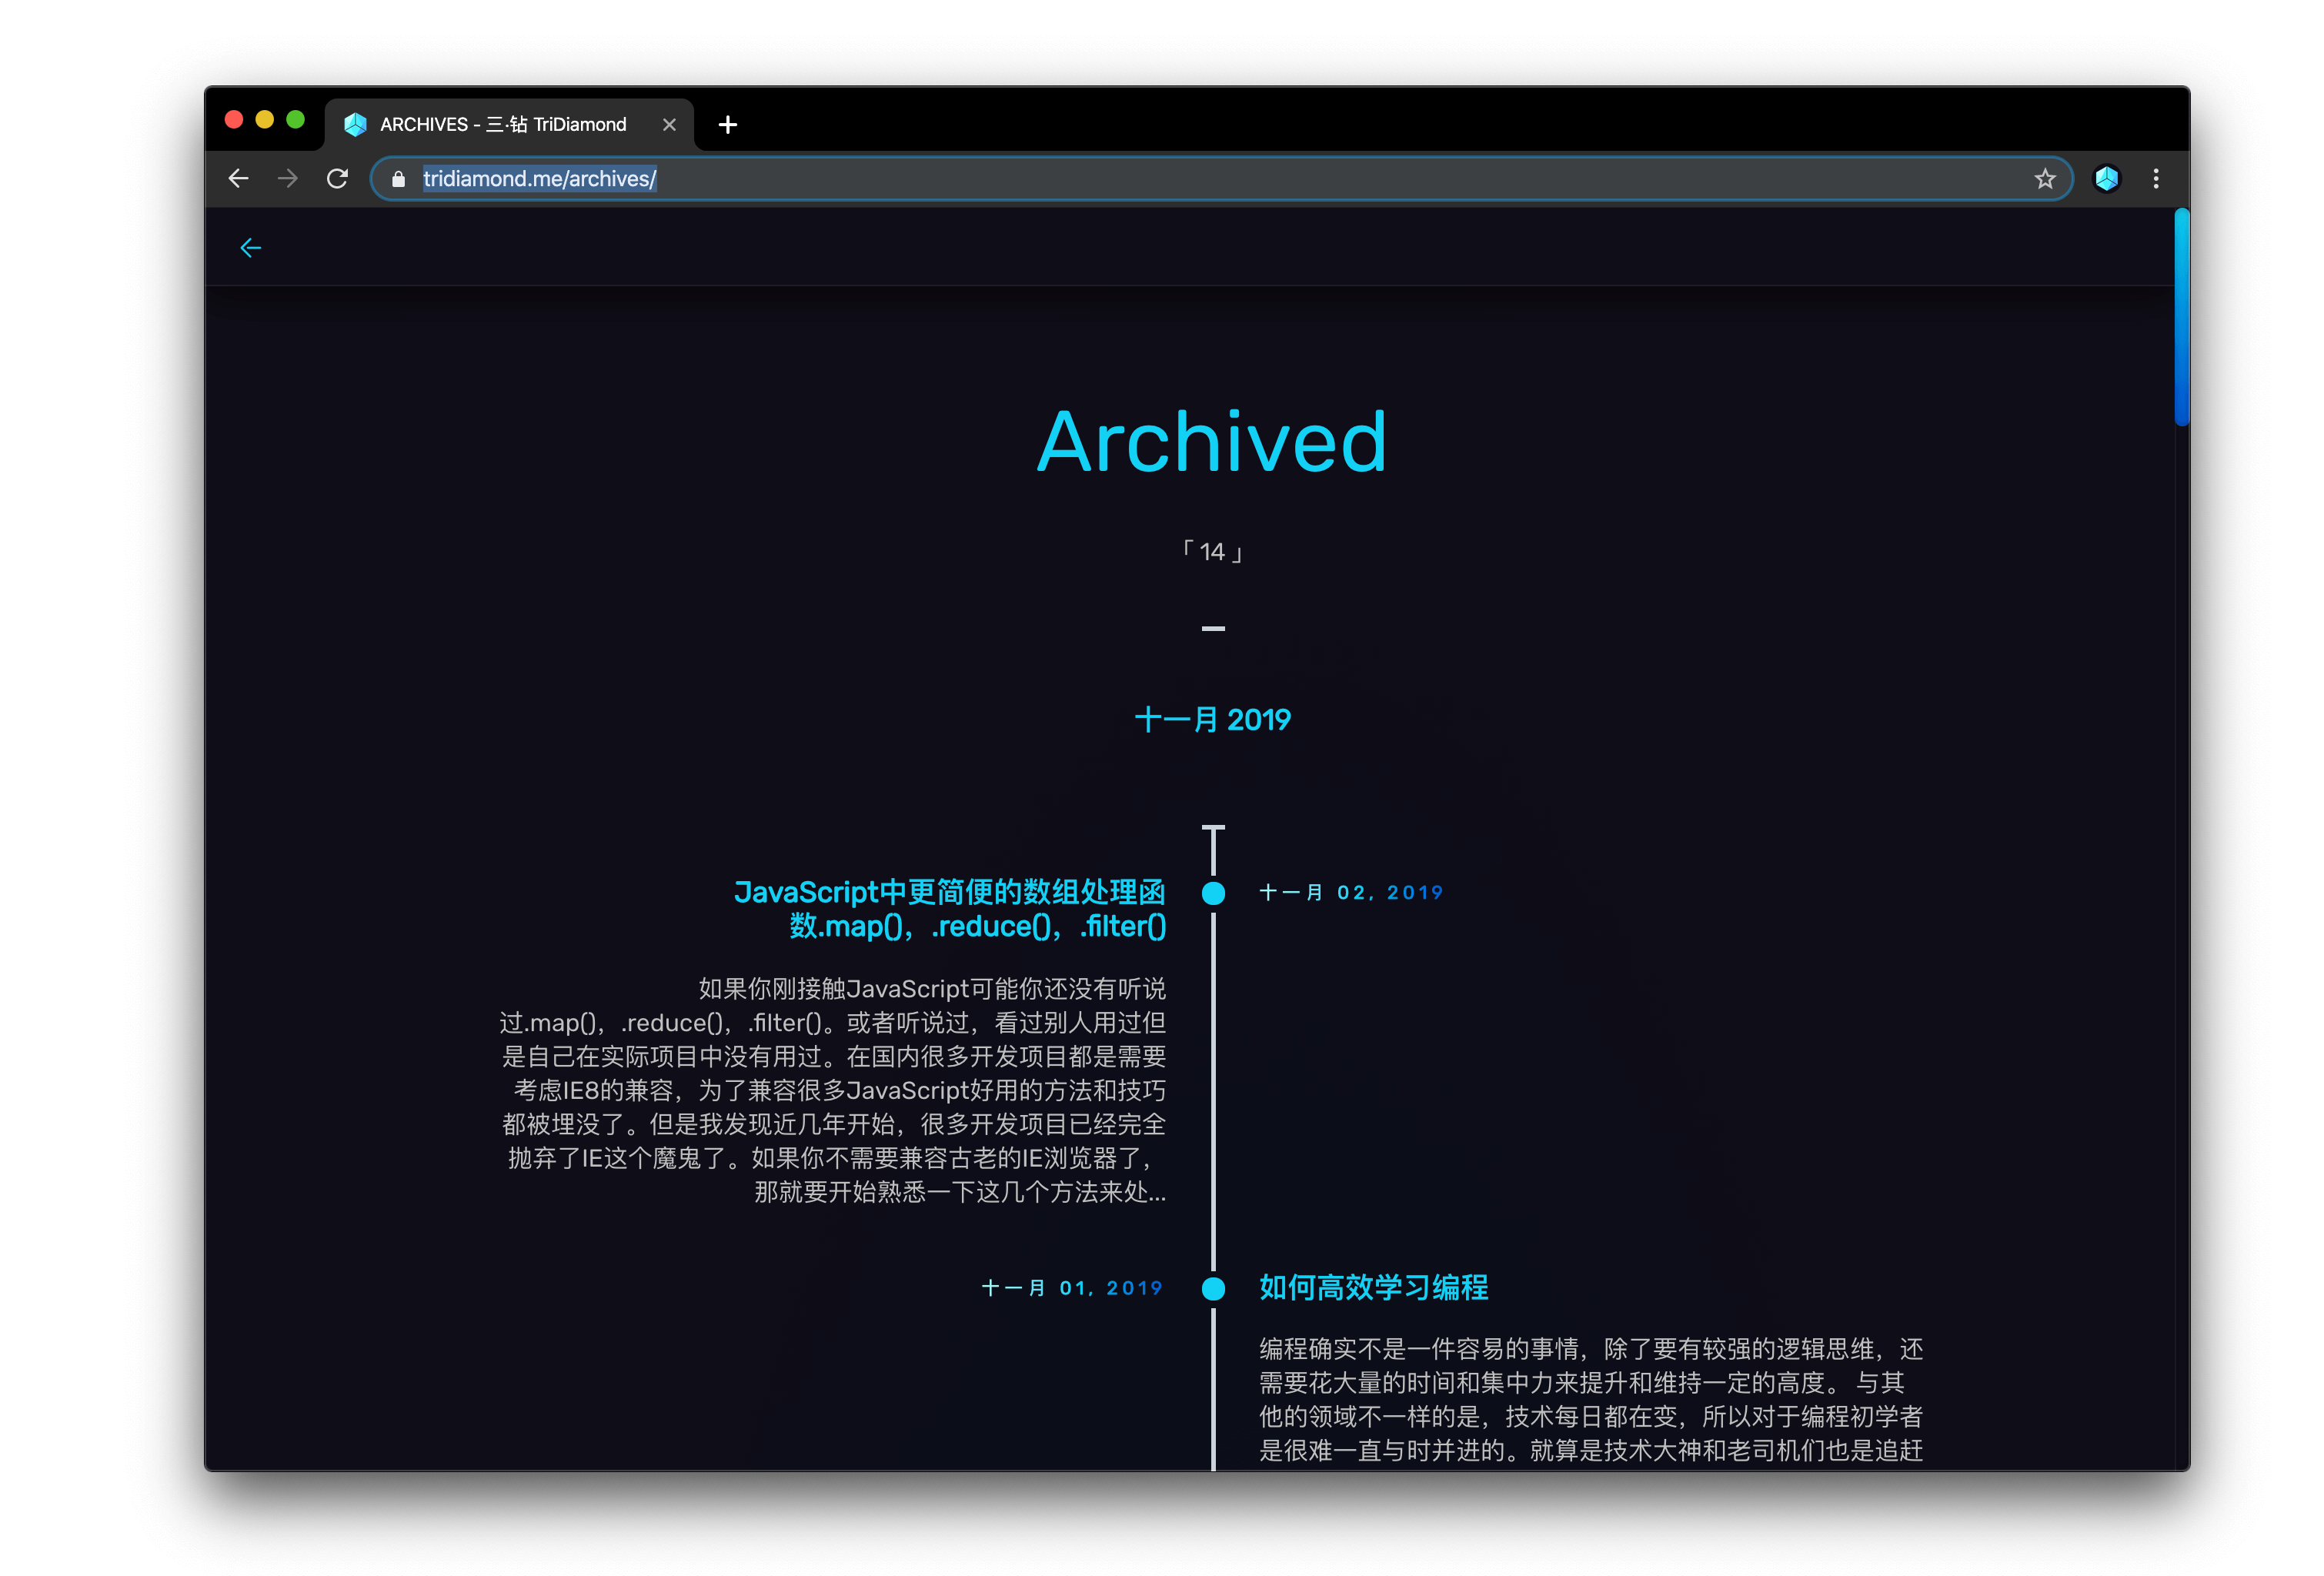 ARCHIVES - 三·钻 TriDiamond
tridiamond.me/archives/
Archived
「 14 」
十一月 2019
JavaScript中更简便的数组处理函
数.map()，.reduce()，.filter()
十一月 02, 2019
如果你刚接触JavaScript可能你还没有听说
过.map()，.reduce()，.filter()。或者听说过，看过别人用过但
是自己在实际项目中没有用过。在国内很多开发项目都是需要
考虑IE8的兼容，为了兼容很多JavaScript好用的方法和技巧
都被埋没了。但是我发现近几年开始，很多开发项目已经完全
抛弃了IE这个魔鬼了。如果你不需要兼容古老的IE浏览器了，
那就要开始熟悉一下这几个方法来处...
十一月 01, 2019
如何高效学习编程
编程确实不是一件容易的事情，除了要有较强的逻辑思维，还
需要花大量的时间和集中力来提升和维持一定的高度。 与其
他的领域不一样的是，技术每日都在变，所以对于编程初学者
是很难一直与时并进的。就算是技术大神和老司机们也是追赶